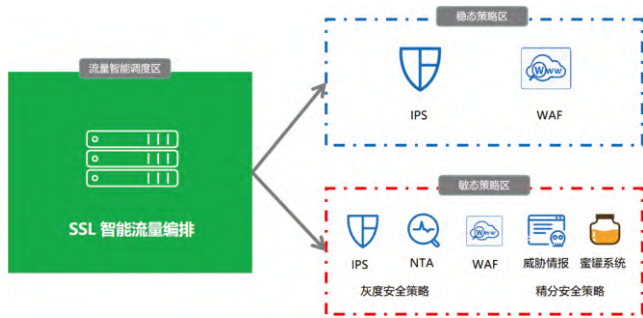 流量智能调度区
SSL 智能流量编排
稳态策略区
Www
IPS
WAF
敏态策略区
Www
IPS
NTA
WAF
威胁情报
蜜罐系统
灰度安全策略
精分安全策略